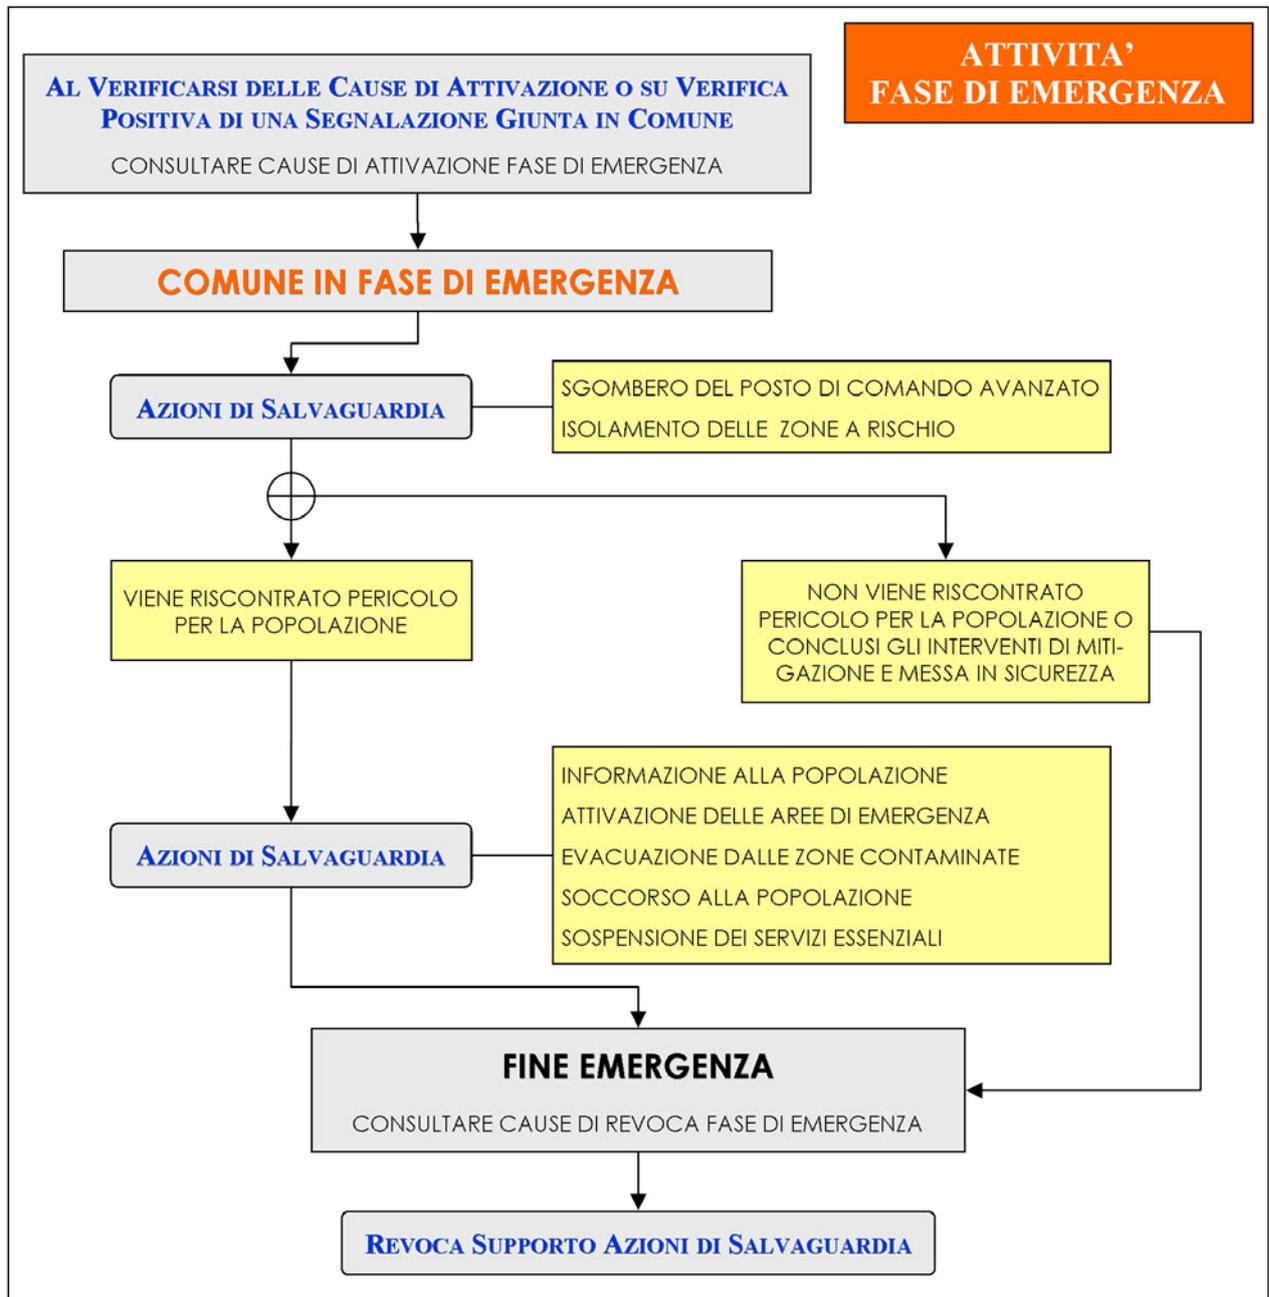 ATTIVITA’
FASE DI EMERGENZA
AL VERIFICARSI DELLE CAUSE DI ATTIVAZIONE O SU VERIFICA
POSITIVA DI UNA SEGNALAZIONE GIUNTA IN COMUNE
CONSULTARE CAUSE DI ATTIVAZIONE FASE DI EMERGENZA
COMUNE IN FASE DI EMERGENZA
AZIONI DI SALVAGUARDIA
SGOMBERO DEL POSTO DI COMANDO AVANZATO
ISOLAMENTO DELLE ZONE A RISCHIO
VIENE RISCONTRATO PERICOLO
PER LA POPOLAZIONE
NON VIENE RISCONTRATO
PERICOLO PER LA POPOLAZIONE O
CONCLUSI GLI INTERVENTI DI MITI-
GAZIONE E MESSA IN SICUREZZA
AZIONI DI SALVAGUARDIA
INFORMAZIONE ALLA POPOLAZIONE
ATTIVAZIONE DELLE AREE DI EMERGENZA
EVACUAZIONE DALLE ZONE CONTAMINATE
SOCCORSO ALLA POPOLAZIONE
SOSPENSIONE DEI SERVIZI ESSENZIALI
FINE EMERGENZA
CONSULTARE CAUSE DI REVOCA FASE DI EMERGENZA
REVOCA SUPPORTO AZIONI DI SALVAGUARDIA